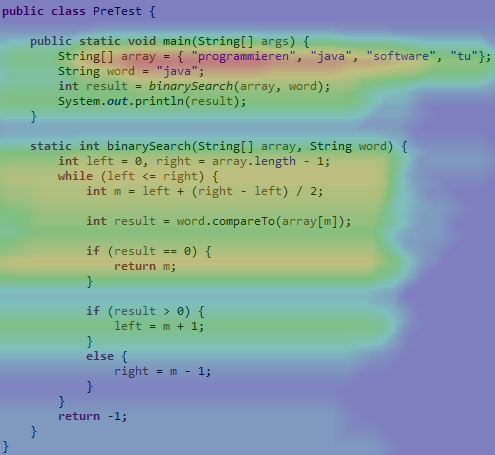 public class PreTest {
public static void main(String[] args) {
String[] array = { "programmieren", "java", "software", "tu"};
String word = "java";
int result = binarySearch(array, word);
System.out.println(result);
}
static int binarySearch(String[] array, String word) {
int left = 0, right = array.length - 1;
while (left <= right) {
int m = left + (right - left) / 2;
int result = word.compareTo(array[m]);
if (result == 0) {
return m;
}
if (result > 0) {
left = m + 1;
}
else {
right = m - 1;
}
}
return -1;
}
}